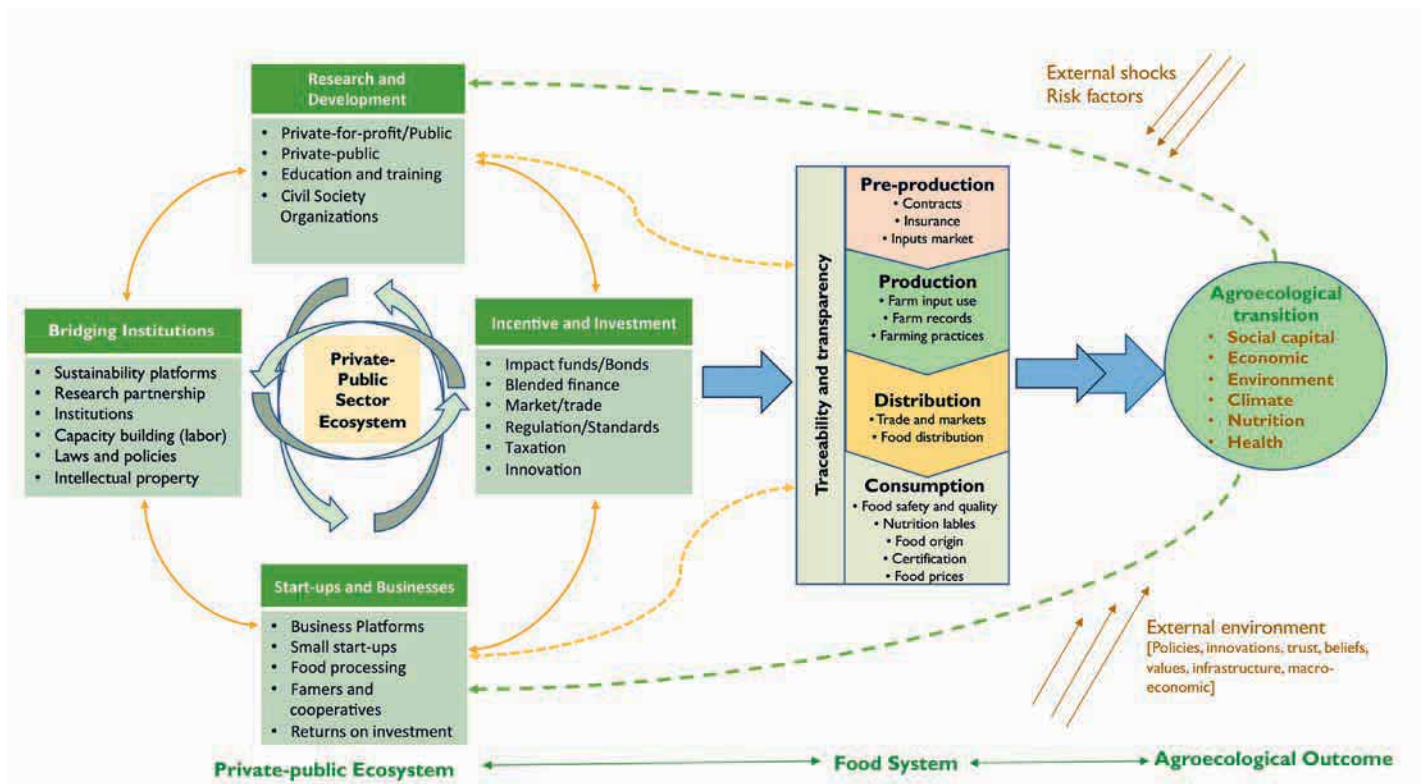 Research and
Development
• Private-for-profit/Public
• Private-public
• Education and training
• Civil Society
Organizations
Bridging Institutions
• Sustainability platforms
• Research partnership
• Institutions
• Capacity building (labor)
• Laws and policies
• Intellectual property
Private-
Public
Sector
Ecosystem
Incentive and Investment
• Impact funds/Bonds
• Blended finance
• Market/trade
• Regulation/Standards
• Taxation
• Innovation
Start-ups and Businesses
• Business Platforms
• Small start-ups
• Food processing
• Famers and
cooperatives
• Returns on investment
Traceability and transparency
Pre-production
• Contracts
• Insurance
• Inputs market
Production
• Farm input use
• Farm records
• Farming practices
Distribution
• Trade and markets
• Food distribution
Consumption
• Food safety and quality
• Nutrition lables
• Food origin
• Certification
• Food prices
External shocks
Risk factors
Agroecological
transition
• Social capital
• Economic
• Environment
• Climate
• Nutrition
• Health
External environment
[Policies, innovations, trust, beliefs,
values, infrastructure, macro-
economic]
Private-public Ecosystem
Food System
Agroecological Outcome